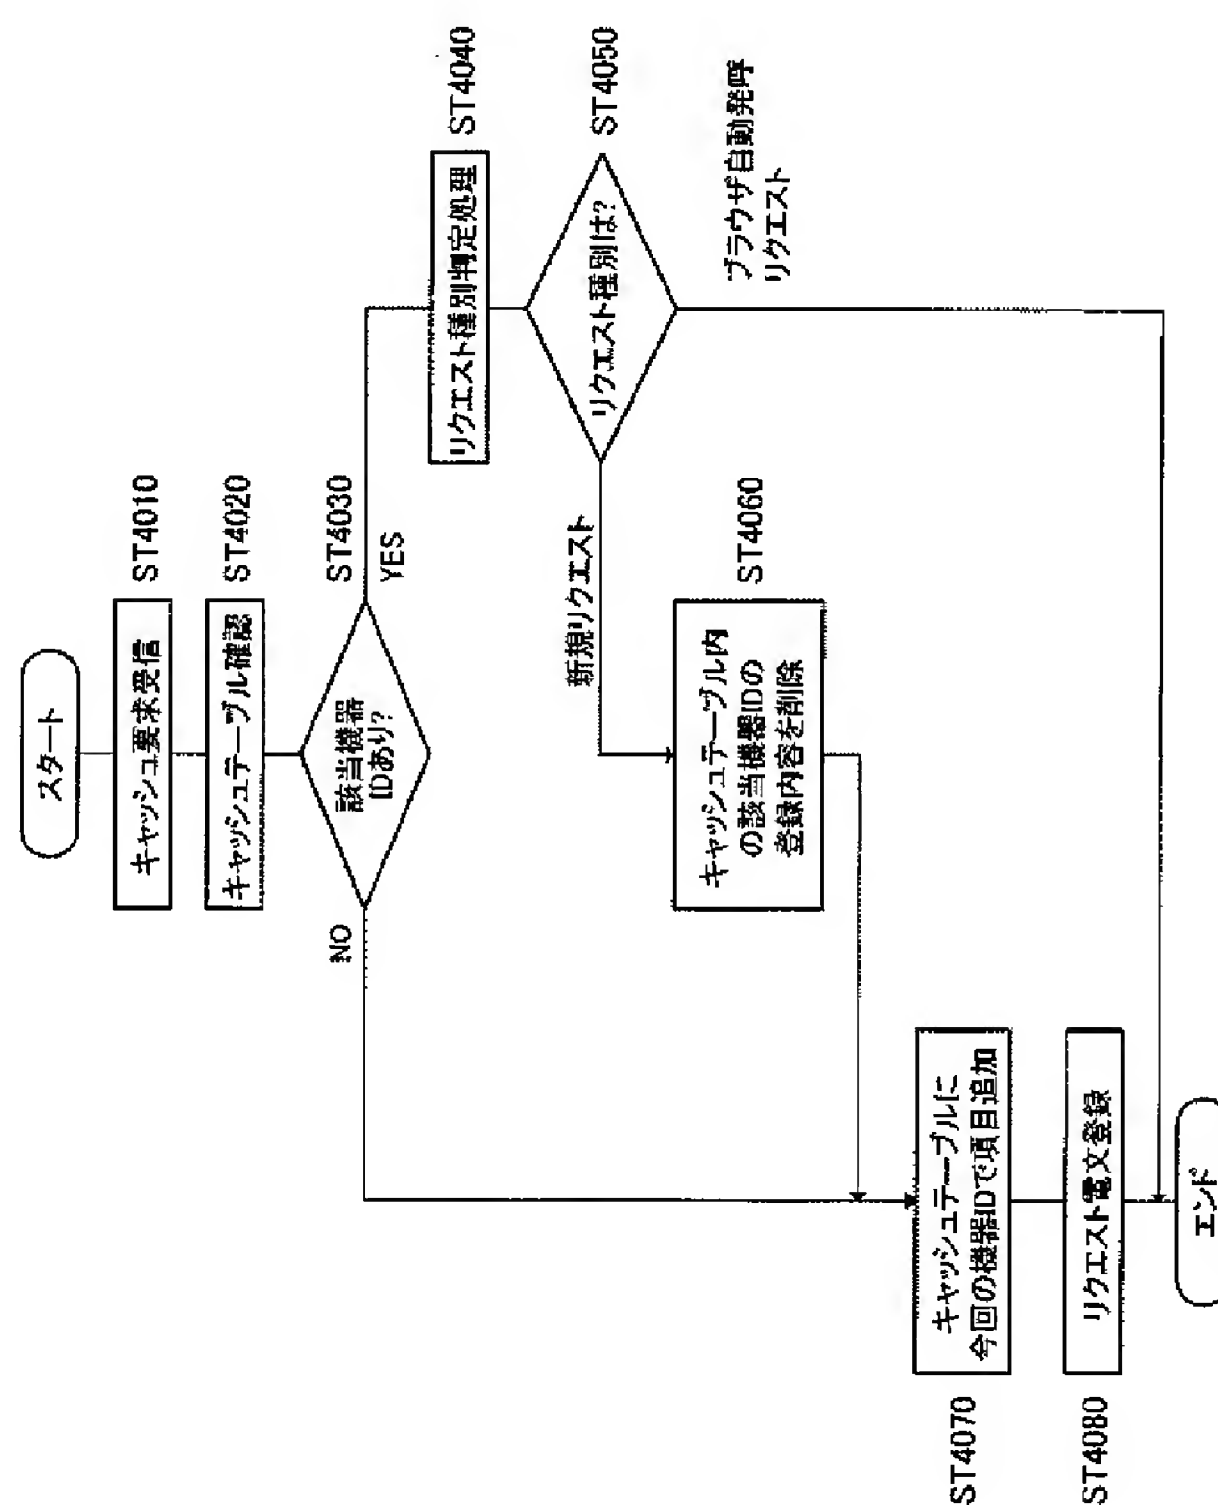 スタート
キャッシュ要求受信
ST4010
キャッシュテーブル確認
ST4020
該当機器
IDあり?
ST4030
YES
NO
リクエスト種別判定処理
ST4040
リクエスト種別は?
ST4050
新規リクエスト
ブラウザ自動発呼
リクエスト
キャッシュテーブル内
の該当機器IDの
登録内容を削除
ST4060
キャッシュテーブルに
今回の機器IDで項目追加
ST4070
リクエスト電文登録
ST4080
エンド